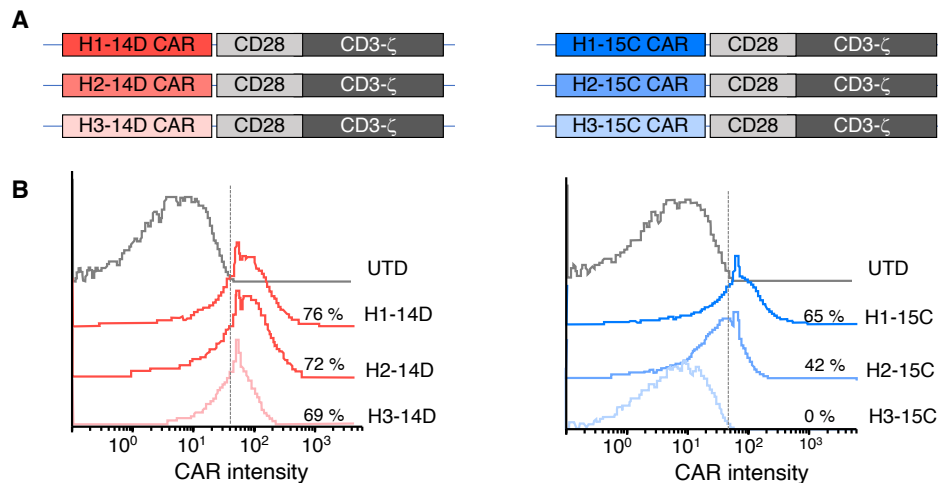 A
H1-14D CAR CD28 CD3-ζ
H2-14D CAR CD28 CD3-ζ
H3-14D CAR CD28 CD3-ζ
H1-15C CAR CD28 CD3-ζ
H2-15C CAR CD28 CD3-ζ
H3-15C CAR CD28 CD3-ζ
B
UTD
76 % H1-14D
72 % H2-14D
69 % H3-14D
10⁰ 10¹ 10² 10³
CAR intensity
UTD
65 % H1-15C
42 % H2-15C
0 % H3-15C
10⁰ 10¹ 10² 10³
CAR intensity